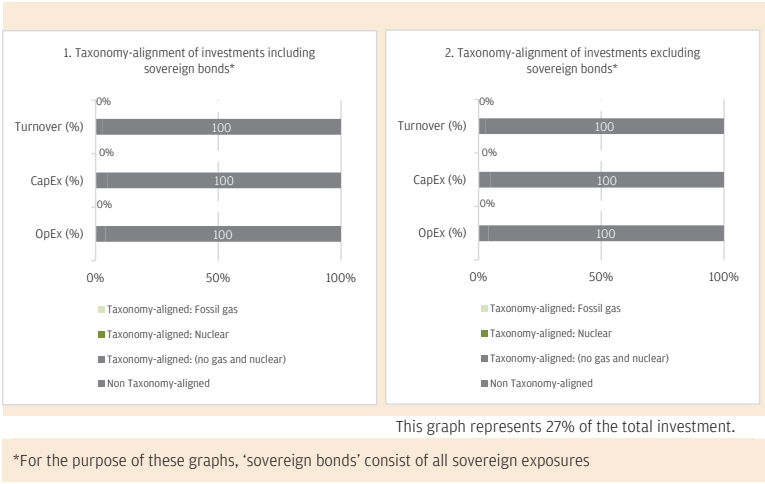 1. Taxonomy-alignment of investments including
sovereign bonds*
0%
Turnover (%)
100
0%
CapEx (%)
100
0%
OpEx (%)
100
0%
50%
100%
Taxonomy-aligned: Fossil gas
Taxonomy-aligned: Nuclear
Taxonomy-aligned: (no gas and nuclear)
Non Taxonomy-aligned
2. Taxonomy-alignment of investments excluding
sovereign bonds*
0%
Turnover (%)
100
0%
CapEx (%)
100
0%
OpEx (%)
100
0%
50%
100%
Taxonomy-aligned: Fossil gas
Taxonomy-aligned: Nuclear
Taxonomy-aligned: (no gas and nuclear)
Non Taxonomy-aligned
This graph represents 27% of the total investment.
*For the purpose of these graphs, ‘sovereign bonds’ consist of all sovereign exposures